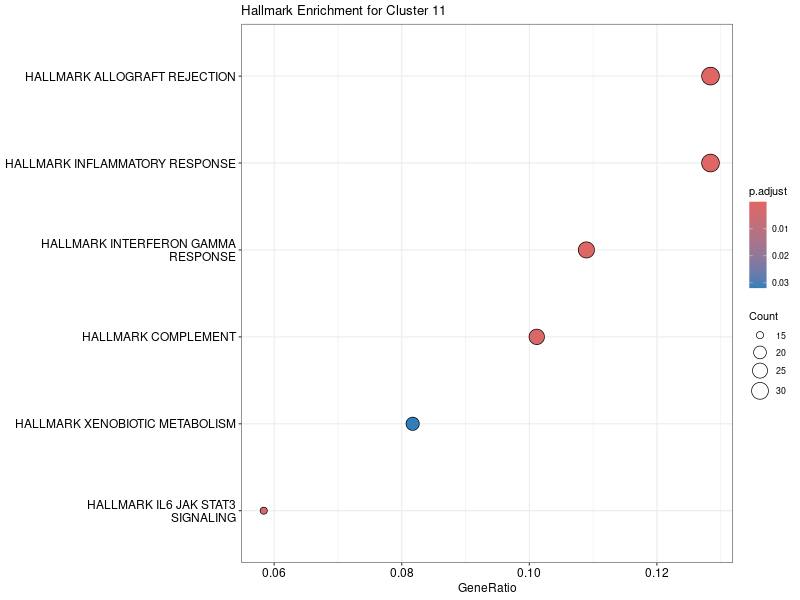 Hallmark Enrichment for Cluster 11
HALLMARK ALLOGRAFT REJECTION
HALLMARK INFLAMMATORY RESPONSE
HALLMARK INTERFERON GAMMA
RESPONSE
HALLMARK COMPLEMENT
HALLMARK XENOBIOTIC METABOLISM
HALLMARK IL6 JAK STAT3
SIGNALING
0.06 0.08 0.10 0.12
GeneRatio
p.adjust
0.01
0.02
0.03
Count
15
20
25
30